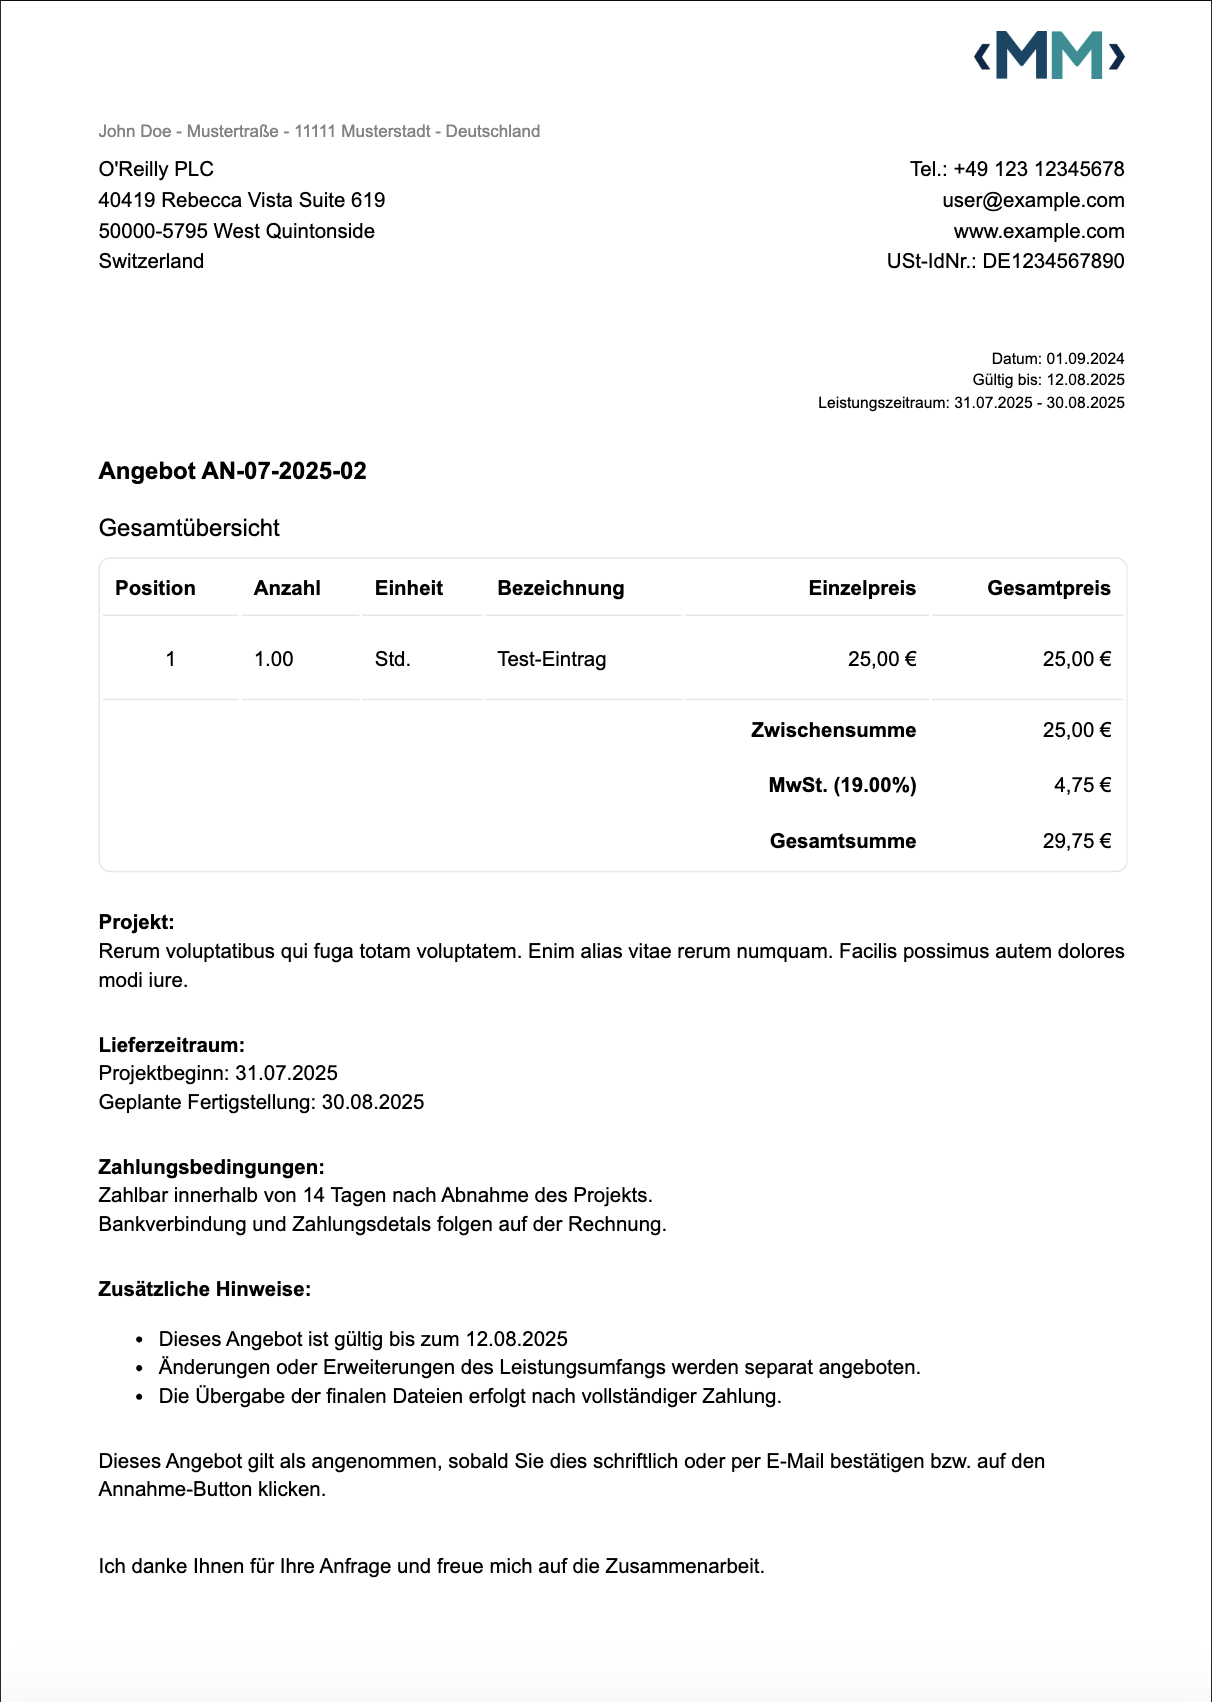 ‹MM›
John Doe - Mustertraße - 11111 Musterstadt - Deutschland
O'Reilly PLC
40419 Rebecca Vista Suite 619
50000-5795 West Quintonside
Switzerland
Tel.: +49 123 12345678
user@example.com
www.example.com
USt-IdNr.: DE1234567890
Datum: 01.09.2024
Gültig bis: 12.08.2025
Leistungszeitraum: 31.07.2025 - 30.08.2025
Angebot AN-07-2025-02
Gesamtübersicht
Position Anzahl Einheit Bezeichnung Einzelpreis Gesamtpreis
1 1.00 Std. Test-Eintrag 25,00 € 25,00 €
Zwischensumme 25,00 €
MwSt. (19.00%) 4,75 €
Gesamtsumme 29,75 €
Projekt:
Rerum voluptatibus qui fuga totam voluptatem. Enim alias vitae rerum numquam. Facilis possimus autem dolores
modi iure.
Lieferzeitraum:
Projektbeginn: 31.07.2025
Geplante Fertigstellung: 30.08.2025
Zahlungsbedingungen:
Zahlbar innerhalb von 14 Tagen nach Abnahme des Projekts.
Bankverbindung und Zahlungsdetals folgen auf der Rechnung.
Zusätzliche Hinweise:
• Dieses Angebot ist gültig bis zum 12.08.2025
• Änderungen oder Erweiterungen des Leistungsumfangs werden separat angeboten.
• Die Übergabe der finalen Dateien erfolgt nach vollständiger Zahlung.
Dieses Angebot gilt als angenommen, sobald Sie dies schriftlich oder per E-Mail bestätigen bzw. auf den
Annahme-Button klicken.
Ich danke Ihnen für Ihre Anfrage und freue mich auf die Zusammenarbeit.